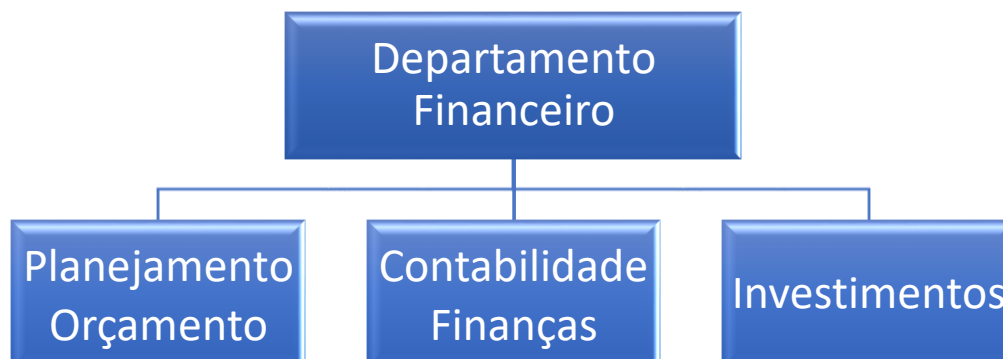 Departamento
Financeiro
Planejamento
Orçamento
Contabilidade
Finanças
Investimentos